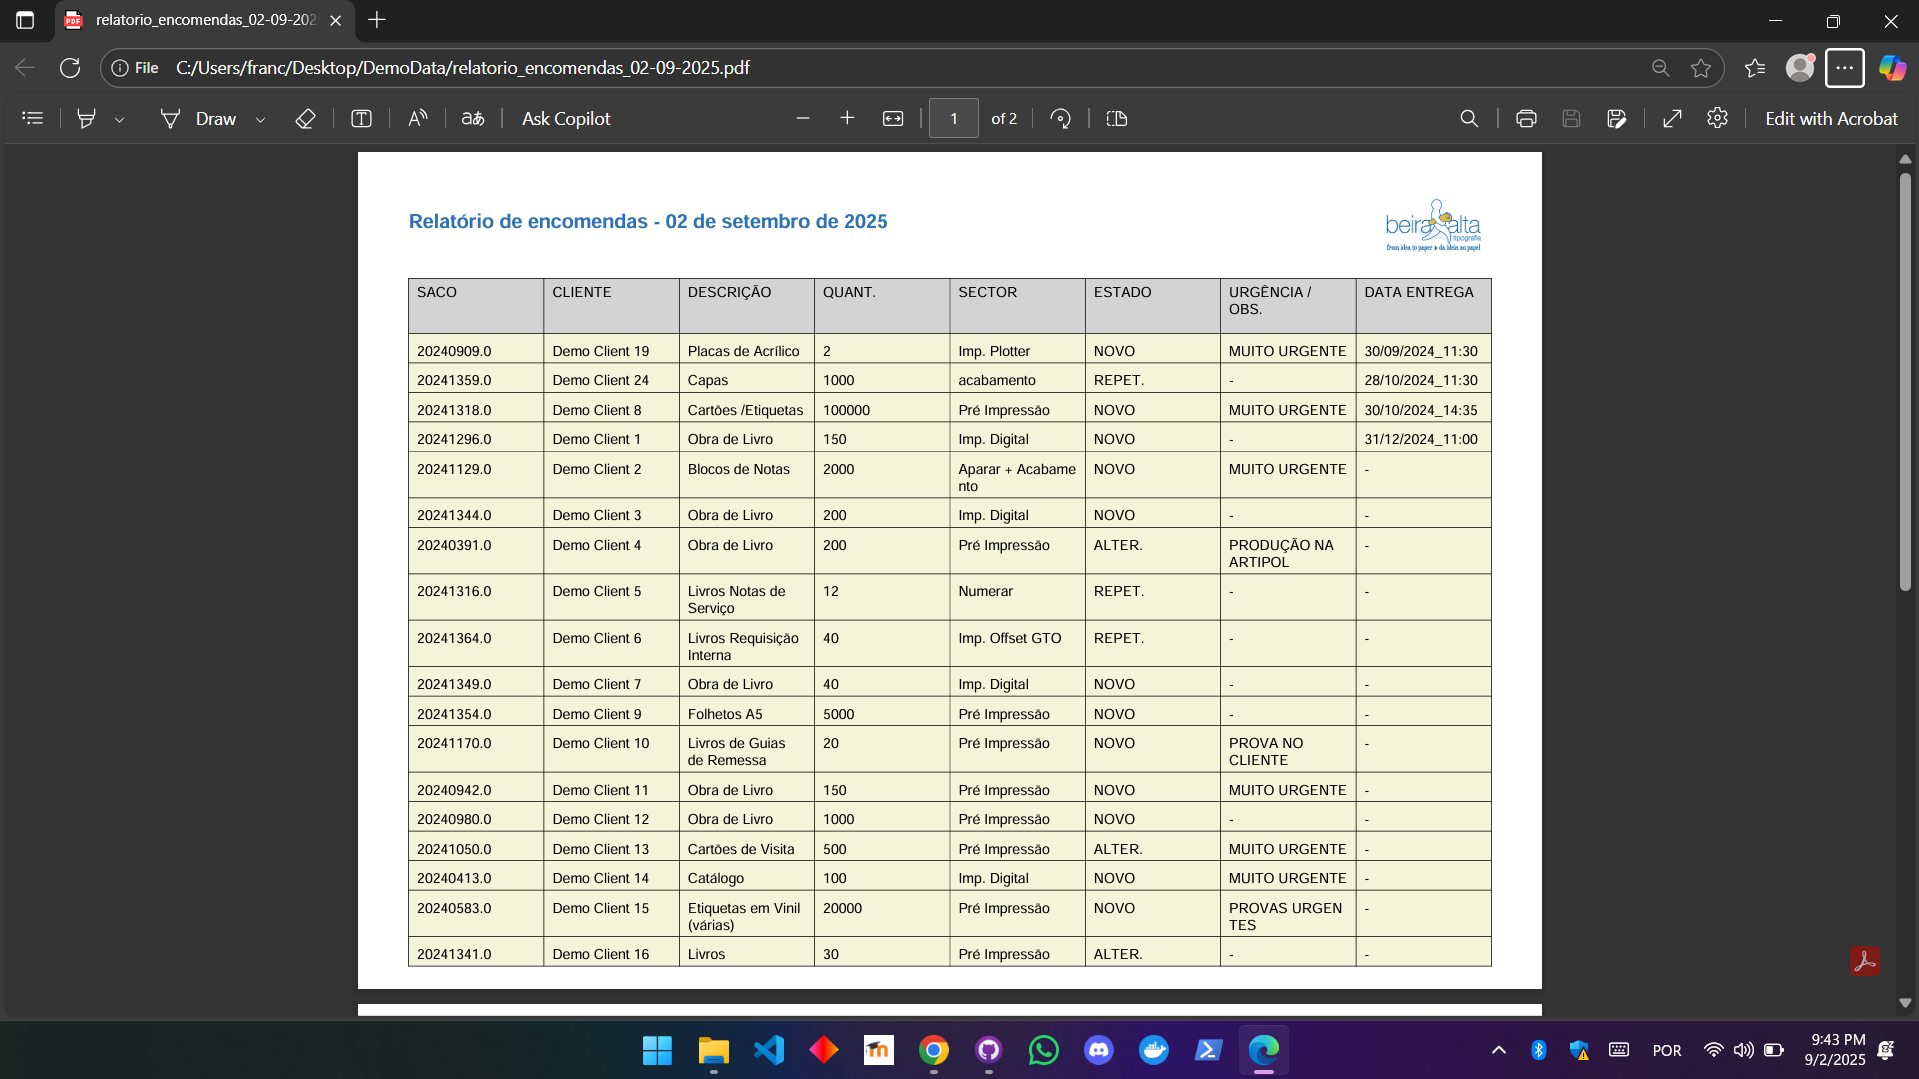 relatorio_encomendas_02-09-202
File C:/Users/franc/Desktop/DemoData/relatorio_encomendas_02-09-2025.pdf
Draw Ask Copilot 1 of 2 Edit with Acrobat
Relatório de encomendas - 02 de setembro de 2025
beira alta
tipografia
from idea to paper da ideia ao papel
SACO CLIENTE DESCRIÇÃO QUANT. SECTOR ESTADO URGÊNCIA / DATA ENTREGA
OBS.
20240909.0 Demo Client 19 Placas de Acrílico 2 Imp. Plotter NOVO MUITO URGENTE 30/09/2024_11:30
20241359.0 Demo Client 24 Capas 1000 acabamento REPET. - 28/10/2024_11:30
20241318.0 Demo Client 8 Cartões /Etiquetas 100000 Pré Impressão NOVO MUITO URGENTE 30/10/2024_14:35
20241296.0 Demo Client 1 Obra de Livro 150 Imp. Digital NOVO - 31/12/2024_11:00
20241129.0 Demo Client 2 Blocos de Notas 2000 Aparar + Acabame NOVO MUITO URGENTE -
nto
20241344.0 Demo Client 3 Obra de Livro 200 Imp. Digital NOVO - -
20240391.0 Demo Client 4 Obra de Livro 200 Pré Impressão ALTER. PRODUÇÃO NA -
ARTIPOL
20241316.0 Demo Client 5 Livros Notas de 12 Numerar REPET. - -
Serviço
20241364.0 Demo Client 6 Livros Requisição 40 Imp. Offset GTO REPET. - -
Interna
20241349.0 Demo Client 7 Obra de Livro 40 Imp. Digital NOVO - -
20241354.0 Demo Client 9 Folhetos A5 5000 Pré Impressão NOVO - -
20241170.0 Demo Client 10 Livros de Guias 20 Pré Impressão NOVO PROVA NO -
de Remessa CLIENTE
20240942.0 Demo Client 11 Obra de Livro 150 Pré Impressão NOVO MUITO URGENTE -
20240980.0 Demo Client 12 Obra de Livro 1000 Pré Impressão NOVO - -
20241050.0 Demo Client 13 Cartões de Visita 500 Pré Impressão ALTER. MUITO URGENTE -
20240413.0 Demo Client 14 Catálogo 100 Imp. Digital NOVO MUITO URGENTE -
20240583.0 Demo Client 15 Etiquetas em Vinil 20000 Pré Impressão NOVO PROVAS URGEN -
(várias) TES
20241341.0 Demo Client 16 Livros 30 Pré Impressão ALTER. - -
POR 9:43 PM
9/2/2025